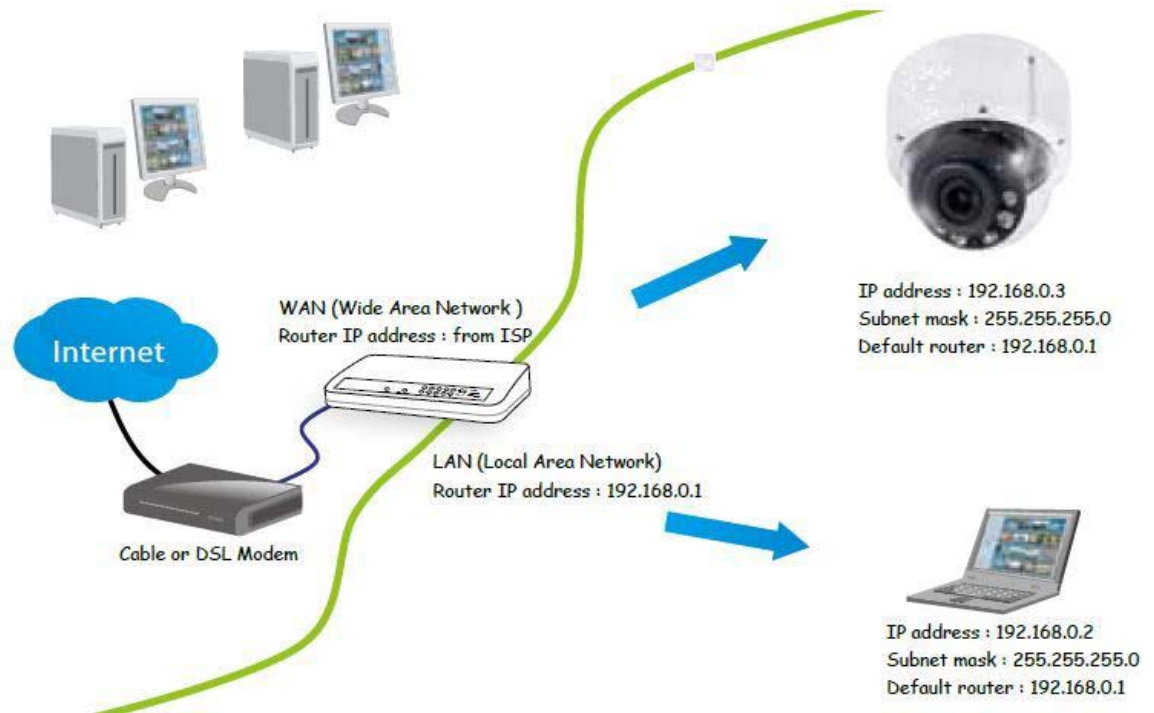 WAN (Wide Area Network )
Router IP address : from ISP
Internet
Cable or DSL Modem
LAN (Local Area Network)
Router IP address : 192.168.0.1
IP address : 192.168.0.3
Subnet mask : 255.255.255.0
Default router : 192.168.0.1
IP address : 192.168.0.2
Subnet mask : 255.255.255.0
Default router : 192.168.0.1